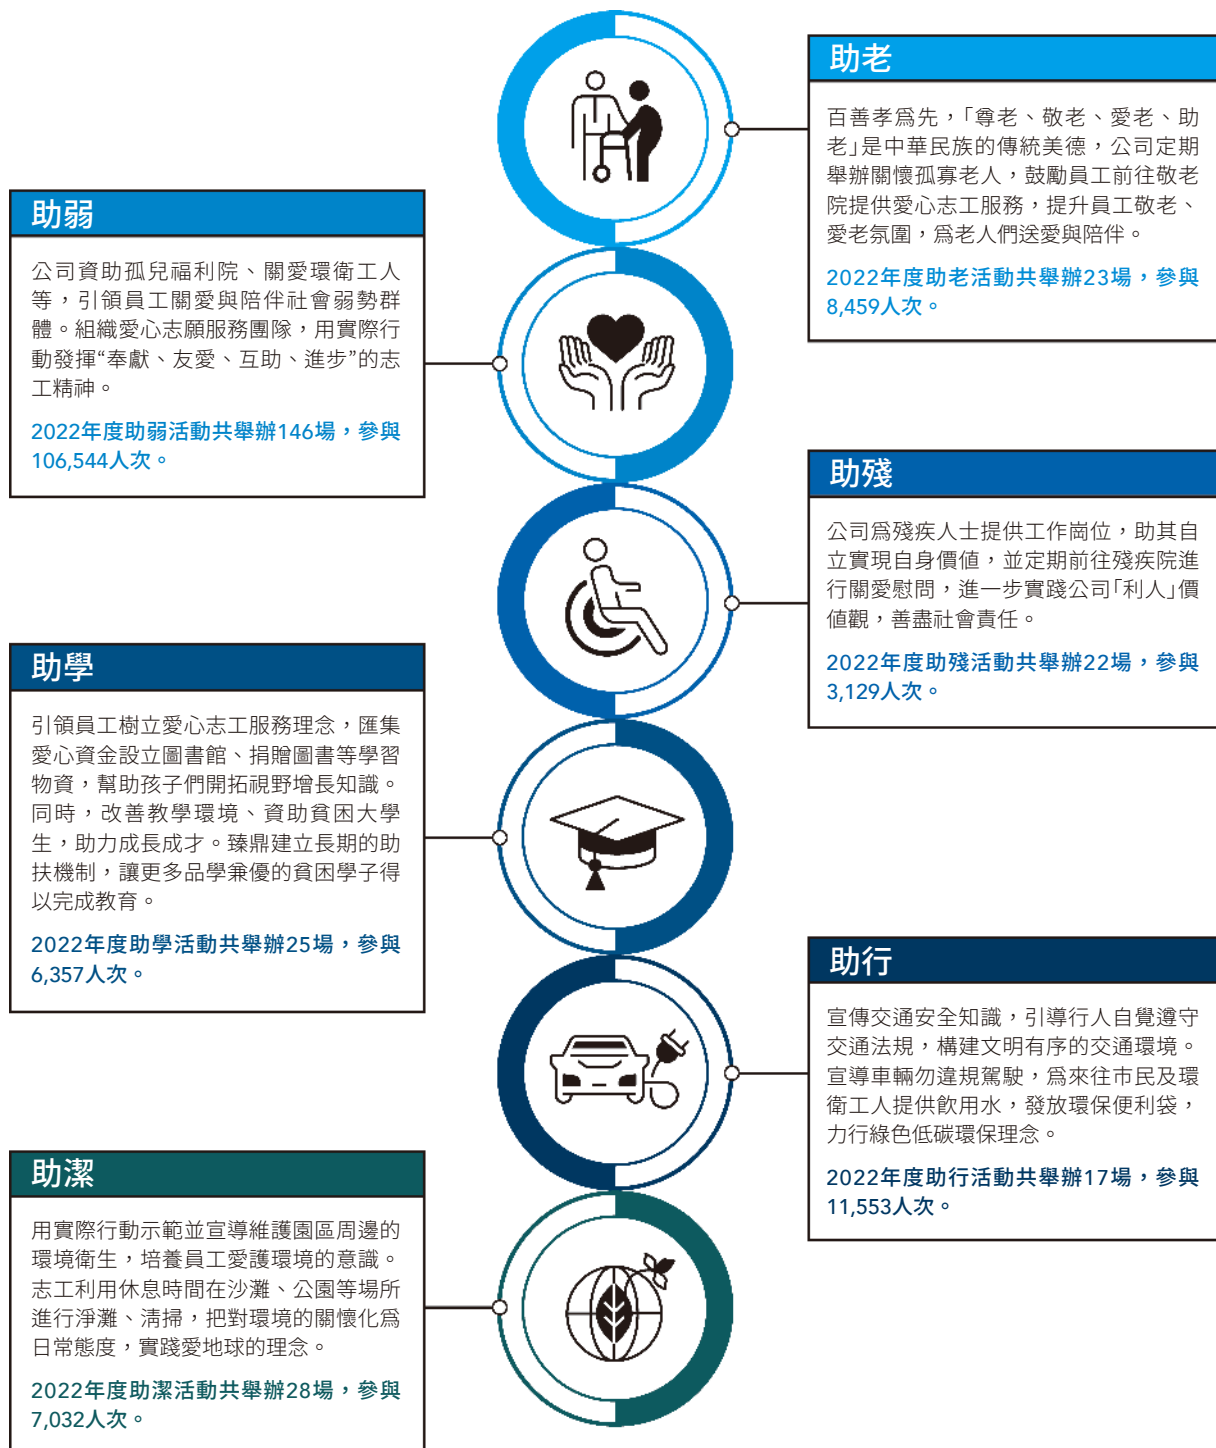 助老
百善孝爲先，「尊老、敬老、愛老、助
老」是中華民族的傳統美德，公司定期
舉辦關懷孤寡老人，鼓勵員工前往敬老
院提供愛心志工服務，提升員工敬老、
愛老氛圍，爲老人們送愛與陪伴。
2022年度助老活動共舉辦23場，參與
8,459人次。
助弱
公司資助孤兒福利院、關愛環衛工人
等，引領員工關愛與陪伴社會弱勢群
體。組織愛心志願服務團隊，用實際行
動發揮“奉獻、友愛、互助、進步”的志
工精神。
2022年度助弱活動共舉辦146場，參與
106,544人次。
助殘
公司爲殘疾人士提供工作崗位，助其自
立實現自身價值，並定期前往殘疾院進
行關愛慰問，進一步實踐公司「利人」價
值觀，善盡社會責任。
2022年度助殘活動共舉辦22場，參與
3,129人次。
助學
引領員工樹立愛心志工服務理念，匯集
愛心資金設立圖書館、捐贈圖書等學習
物資，幫助孩子們開拓視野增長知識。
同時，改善教學環境、資助貧困大學
生，助力成長成才。臻鼎建立長期的助
扶機制，讓更多品學兼優的貧困學子得
以完成教育。
2022年度助學活動共舉辦25場，參與
6,357人次。
助行
宣傳交通安全知識，引導行人自覺遵守
交通法規，構建文明有序的交通環境。
宣導車輛勿違規駕駛，爲來往市民及環
衛工人提供飲用水，發放環保便利袋，
力行綠色低碳環保理念。
2022年度助行活動共舉辦17場，參與
11,553人次。
助潔
用實際行動示範並宣導維護園區周邊的
環境衛生，培養員工愛護環境的意識。
志工利用休息時間在沙灘、公園等場所
進行淨灘、清掃，把對環境的關懷化爲
日常態度，實踐愛地球的理念。
2022年度助潔活動共舉辦28場，參與
7,032人次。